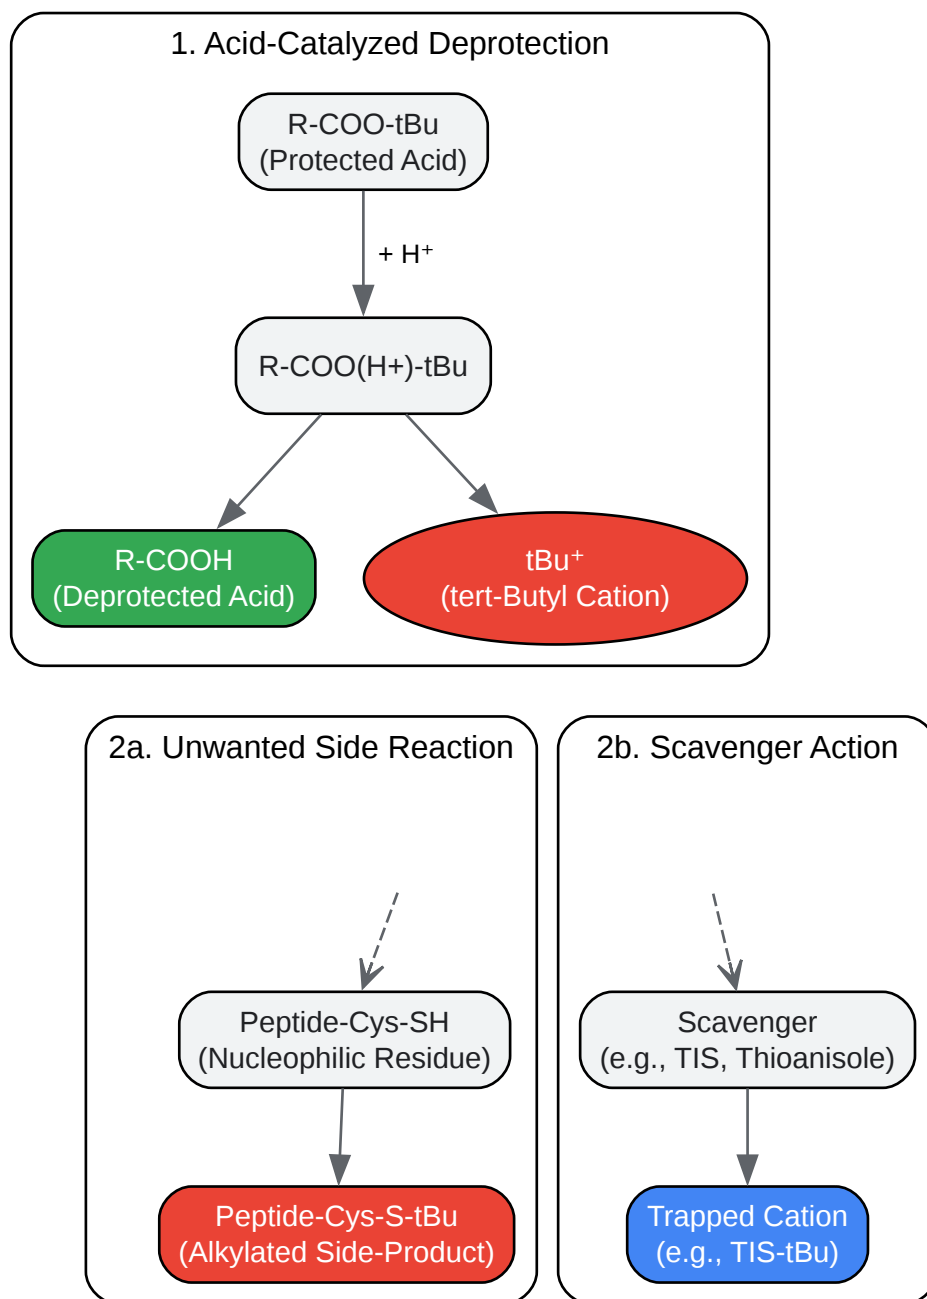 1. Acid-Catalyzed Deprotection
R-COO-tBu
(Protected Acid)
+ H⁺
R-COO(H+)-tBu
R-COOH
(Deprotected Acid)
tBu⁺
(tert-Butyl Cation)
2a. Unwanted Side Reaction
Peptide-Cys-SH
(Nucleophilic Residue)
Peptide-Cys-S-tBu
(Alkylated Side-Product)
2b. Scavenger Action
Scavenger
(e.g., TIS, Thioanisole)
Trapped Cation
(e.g., TIS-tBu)